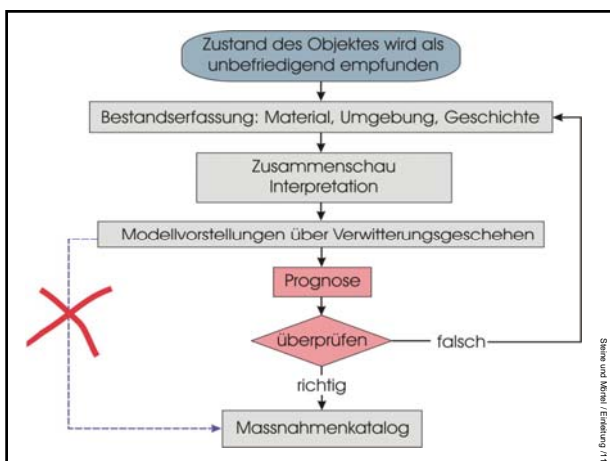 Zustand des Objektes wird als
unbefriedigend empfunden
Bestandserfassung: Material, Umgebung, Geschichte
Zusammenschau
Interpretation
Modellvorstellungen über Verwitterungsgeschehen
Prognose
überprüfen
falsch
richtig
Massnahmenkatalog
Steine und Mörtel / Einleitung /11